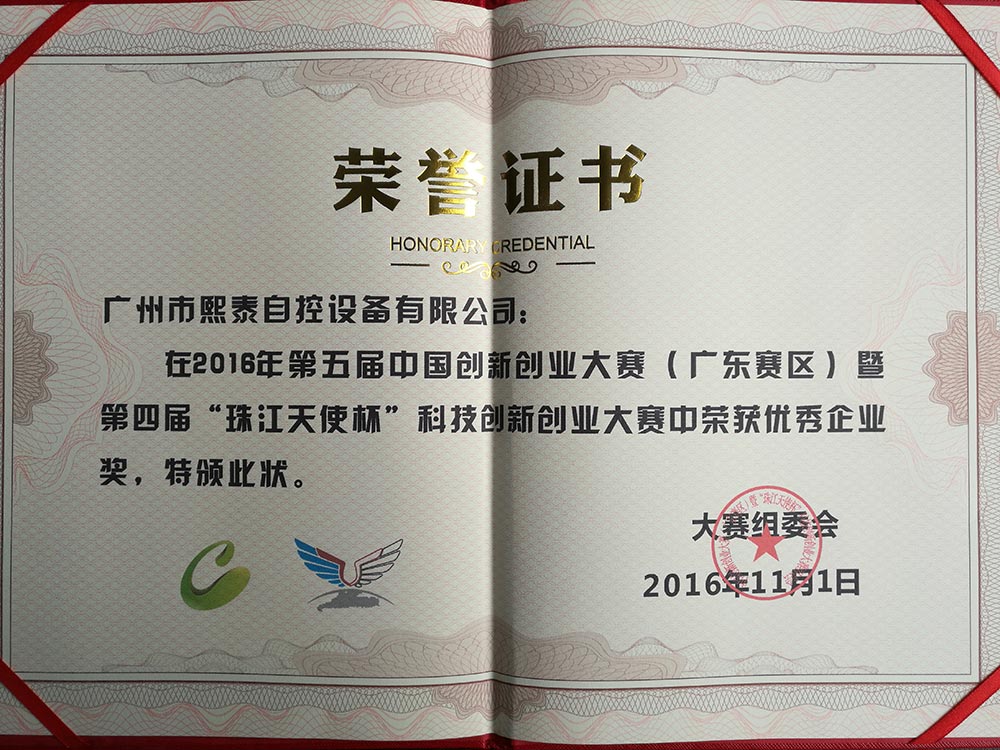 荣誉证书
HONORARY CREDENTIAL
广州市熙泰自控设备有限公司：
在2016年第五届中国创新创业大赛（广东赛区）暨
第四届“珠江天使杯”科技创新创业大赛中荣获优秀企业
奖，特颁此状。
大赛组委会
2016年11月1日